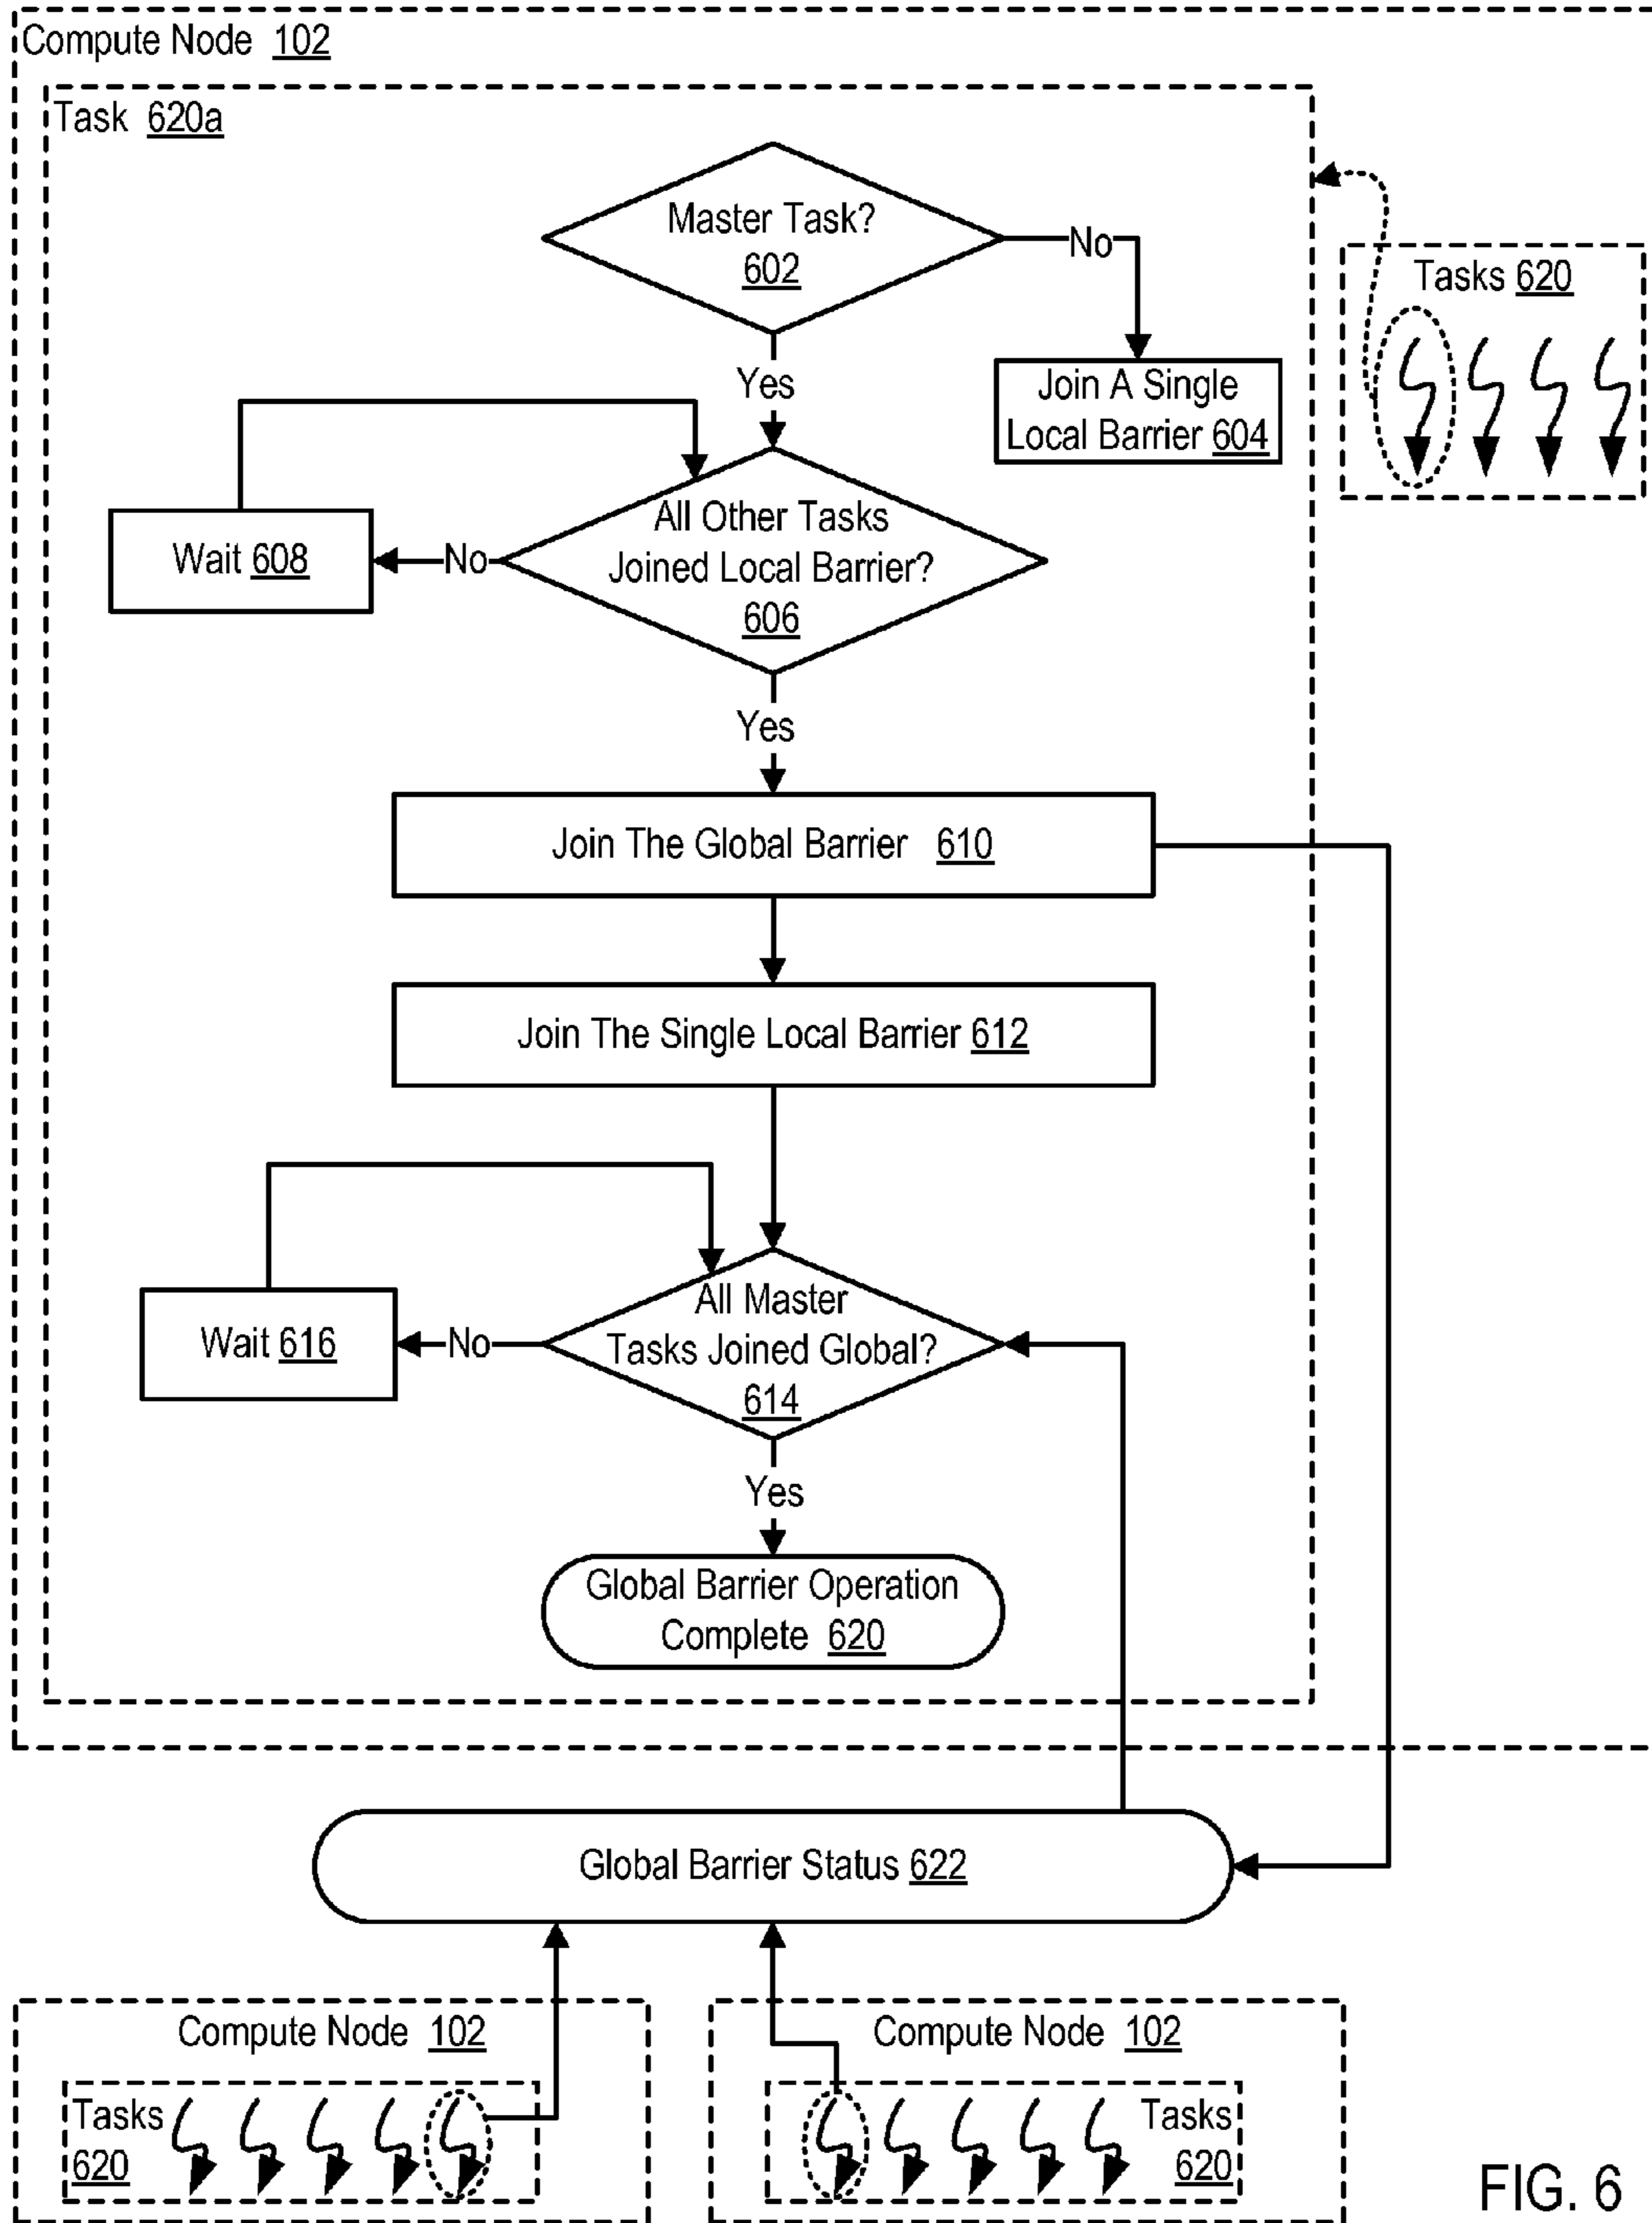 Compute Node 102
Task 620a
Master Task?
602
No
Tasks 620
Yes
Join A Single
Local Barrier 604
All Other Tasks
Joined Local Barrier?
606
No
Wait 608
Yes
Join The Global Barrier 610
Join The Single Local Barrier 612
All Master
Tasks Joined Global?
614
No
Wait 616
Yes
Global Barrier Operation
Complete 620
Global Barrier Status 622
Compute Node 102
Tasks
620
Compute Node 102
Tasks
620
FIG. 6